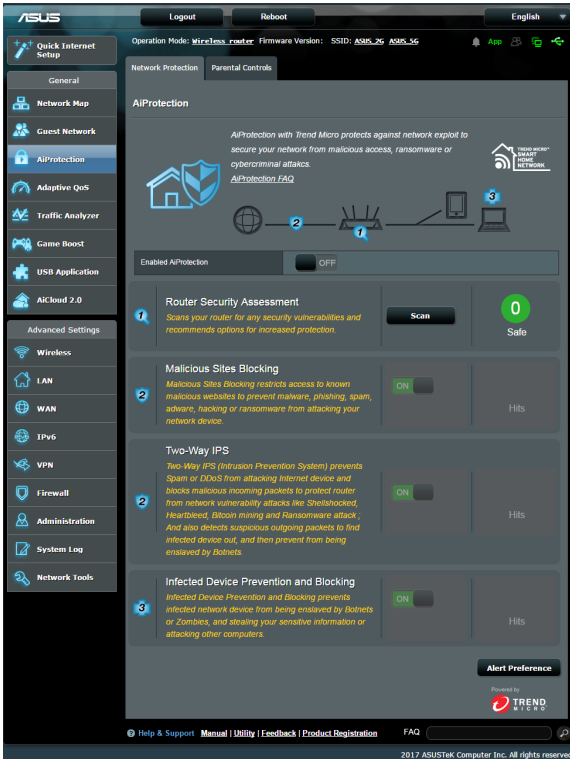 ASUS
Logout
Reboot
English
Quick Internet
Setup
Operation Mode: Wireless router Firmware Version: SSID: ASUS_2G ASUS_5G
App
General
Network Map
Guest Network
AiProtection
Adaptive QoS
Traffic Analyzer
Game Boost
USB Application
AiCloud 2.0
Advanced Settings
Wireless
LAN
WAN
IPv6
VPN
Firewall
Administration
System Log
Network Tools
Network Protection
Parental Controls
AiProtection
AiProtection with Trend Micro protects against network exploit to
secure your network from malicious access, ransomware or
cybercriminal attakcs.
AiProtection FAQ
TREND MICRO™
SMART
HOME
NETWORK
2
1
3
Enabled AiProtection
OFF
1
Router Security Assessment
Scans your router for any security vulnerabilities and
recommends options for increased protection.
Scan
0
Safe
2
Malicious Sites Blocking
Malicious Sites Blocking restricts access to known
malicious websites to prevent malware, phishing, spam,
adware, hacking or ransomware from attacking your
network device.
ON
Hits
2
Two-Way IPS
Two-Way IPS (Intrusion Prevention System) prevents
Spam or DDoS from attacking Internet device and
blocks malicious incoming packets to protect router
from network vulnerability attacks like Shellshocked,
Heartbleed, Bitcoin mining and Ransomware attack ;
And also detects suspicious outgoing packets to find
infected device out, and then prevent from being
enslaved by Botnets.
ON
Hits
3
Infected Device Prevention and Blocking
Infected Device Prevention and Blocking prevents
infected network device from being enslaved by Botnets
or Zombies, and stealing your sensitive information or
attacking other computers.
ON
Hits
Alert Preference
Powered by
TREND
MICRO
Help & Support Manual | Utility | Feedback | Product Registration
FAQ
2017 ASUSTeK Computer Inc. All rights reserved